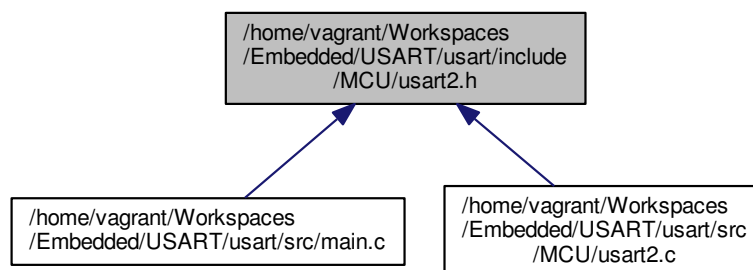 /home/vagrant/Workspaces
/Embedded/USART/usart/include
/MCU/usart2.h
/home/vagrant/Workspaces
/Embedded/USART/usart/src/main.c
/home/vagrant/Workspaces
/Embedded/USART/usart/src
/MCU/usart2.c